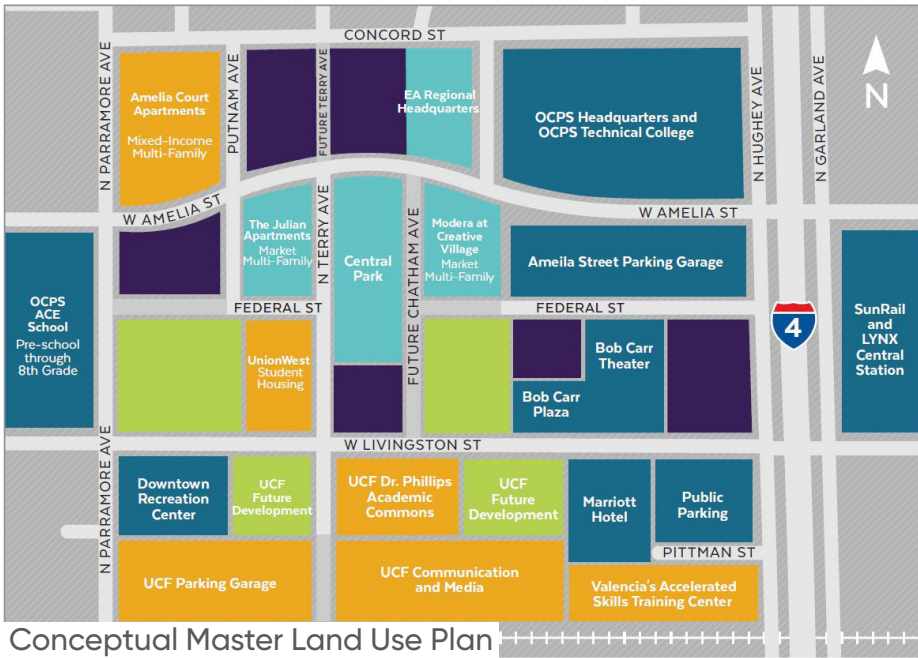 CONCORD ST
N PARRAMORE AVE
PUTNAM AVE
FUTURE TERRY AVE
N HUGHEY AVE
N GARLAND AVE
N
Amelia Court
Apartments
Mixed-Income
Multi-Family
EA Regional
Headquarters
OCPS Headquarters and
OCPS Technical College
W AMELIA ST
W AMELIA ST
The Julian
Apartments
Market
Multi-Family
N TERRY AVE
Central
Park
FUTURE CHATHAM AVE
Modera at
Creative
Village
Market
Multi-Family
Ameila Street Parking Garage
OCPS
ACE
School
Pre-school
through
8th Grade
FEDERAL ST
FEDERAL ST
4
SunRail
and
LYNX
Central
Station
UnionWest
Student
Housing
Bob Carr
Theater
Bob Carr
Plaza
W LIVINGSTON ST
N PARRAMORE AVE
Downtown
Recreation
Center
UCF
Future
Development
UCF Dr. Phillips
Academic
Commons
UCF
Future
Development
Marriott
Hotel
Public
Parking
PITTMAN ST
UCF Parking Garage
UCF Communication
and Media
Valencia's Accelerated
Skills Training Center
Conceptual Master Land Use Plan